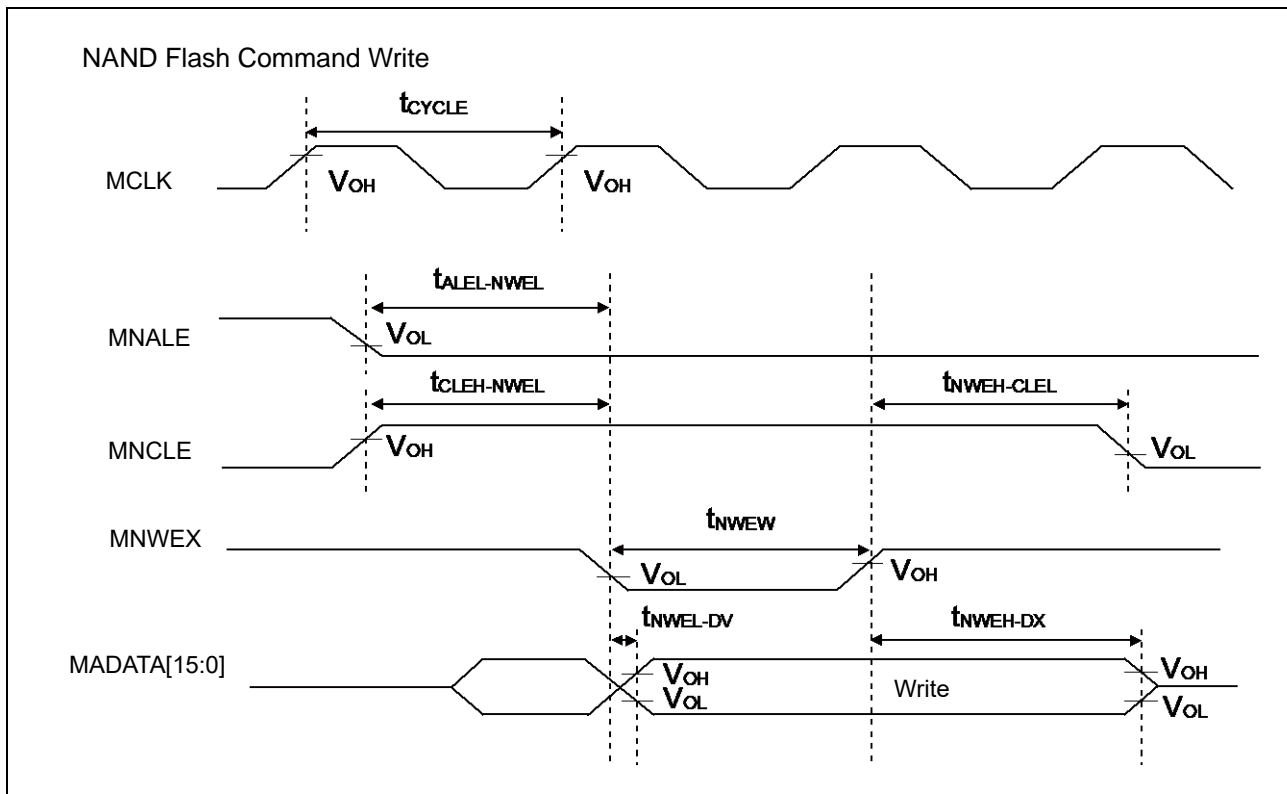 NAND Flash Command Write
tCYCLE
MCLK
VOH
VOH
tALEL-NWEL
MNALE
VOL
tCLEH-NWEL
tNWEH-CLEL
MNCLE
VOH
VOL
tNWEW
MNWEX
VOL
VOH
tNWEL-DV
tNWEH-DX
MADATA[15:0]
VOH
VOH
Write
VOL
VOL